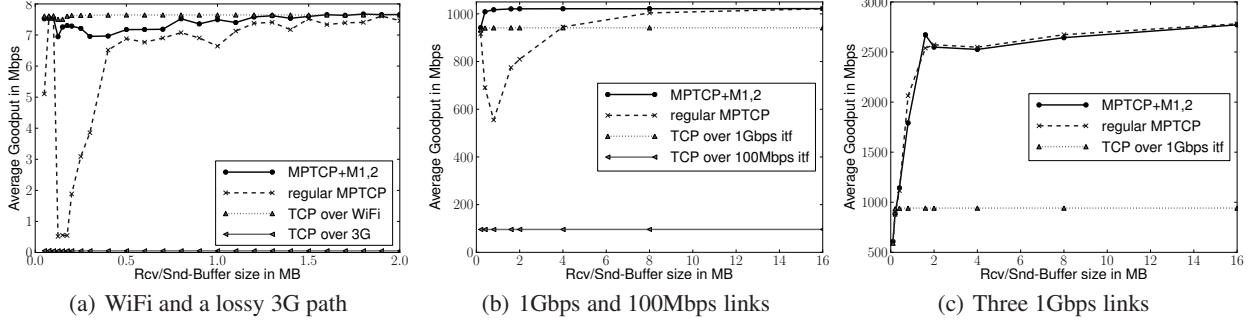 Average Goodput in Mbps
8
7
6
5
4
3
2
1
0
0.0
0.5
1.0
1.5
2.0
Rcv/Snd-Buffer size in MB
MPTCP+M1,2
regular MPTCP
TCP over WiFi
TCP over 3G
(a) WiFi and a lossy 3G path
Average Goodput in Mbps
1000
800
600
400
200
0
0
2
4
6
8
10
12
14
16
Rcv/Snd-Buffer size in MB
MPTCP+M1,2
regular MPTCP
TCP over 1Gbps itf
TCP over 100Mbps itf
(b) 1Gbps and 100Mbps links
Average Goodput in Mbps
3000
2500
2000
1500
1000
500
0
2
4
6
8
10
12
14
16
Rcv/Snd-Buffer size in MB
MPTCP+M1,2
regular MPTCP
TCP over 1Gbps itf
(c) Three 1Gbps links